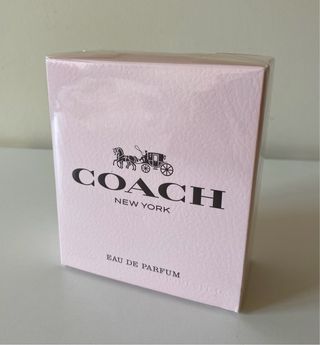 COACH
NEW YORK
EAU DE PARFUM